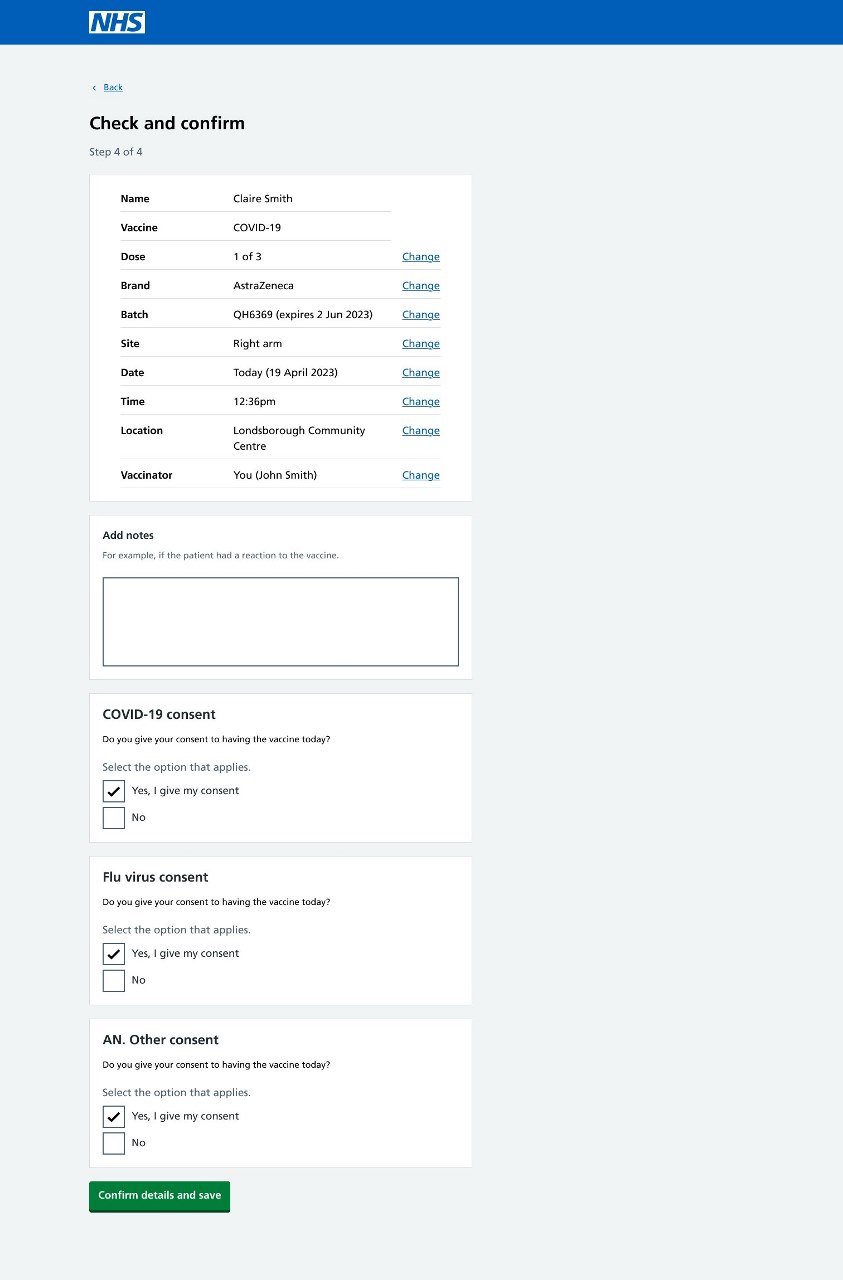 NHS
Back
Check and confirm
Step 4 of 4
Name Claire Smith
Vaccine COVID-19
Dose 1 of 3 Change
Brand AstraZeneca Change
Batch QH6369 (expires 2 Jun 2023) Change
Site Right arm Change
Date Today (19 April 2023) Change
Time 12:36pm Change
Location Londsborough Community Change
Centre
Vaccinator You (John Smith) Change
Add notes
For example, if the patient had a reaction to the vaccine.
COVID-19 consent
Do you give your consent to having the vaccine today?
Select the option that applies.
Yes, I give my consent
No
Flu virus consent
Do you give your consent to having the vaccine today?
Select the option that applies.
Yes, I give my consent
No
AN. Other consent
Do you give your consent to having the vaccine today?
Select the option that applies.
Yes, I give my consent
No
Confirm details and save